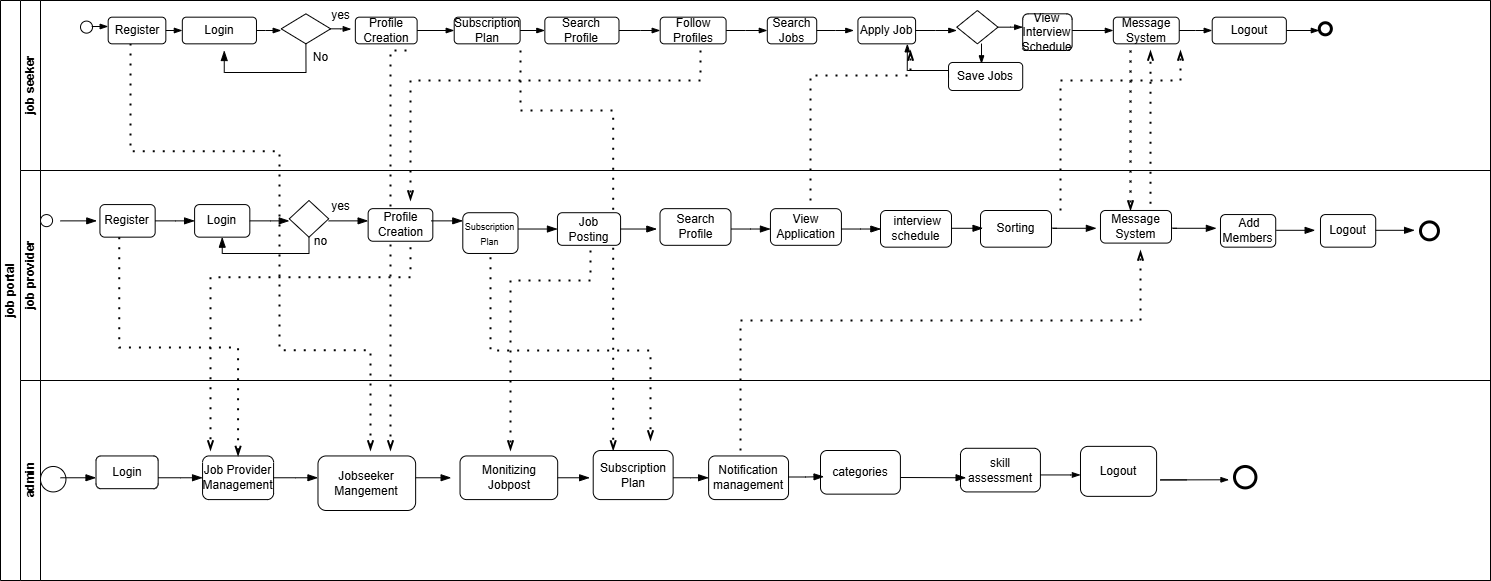 job portal
job seeker
Register
Login
yes
No
Profile
Creation
Subscription
Plan
Search
Profile
Follow
Profiles
Search
Jobs
Apply Job
View
Interview
Schedule
Save Jobs
Message
System
Logout
job provider
Register
Login
yes
no
Profile
Creation
Subscription
Plan
Job
Posting
Search
Profile
View
Application
interview
schedule
Sorting
Message
System
Add
Members
Logout
admin
Login
Job Provider
Management
Jobseeker
Mangement
Monitizing
Jobpost
Subscription
Plan
Notification
management
categories
skill
assessment
Logout